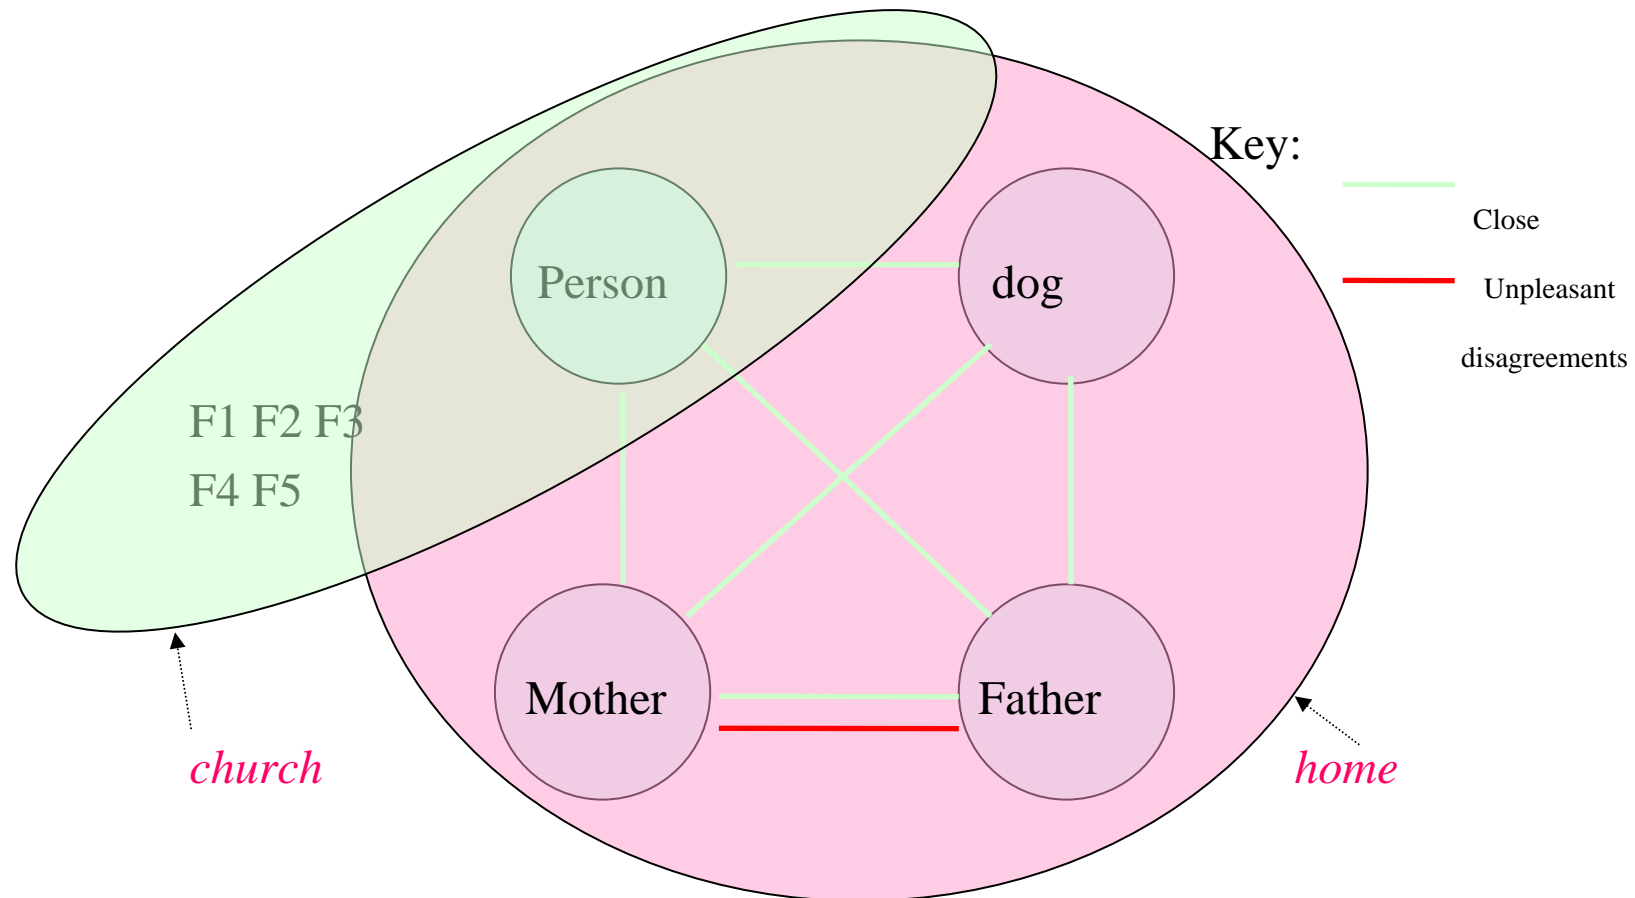 Key:
Close
Person
dog
Unpleasant
disagreements
F1 F2 F3
F4 F5
Mother
Father
church
home